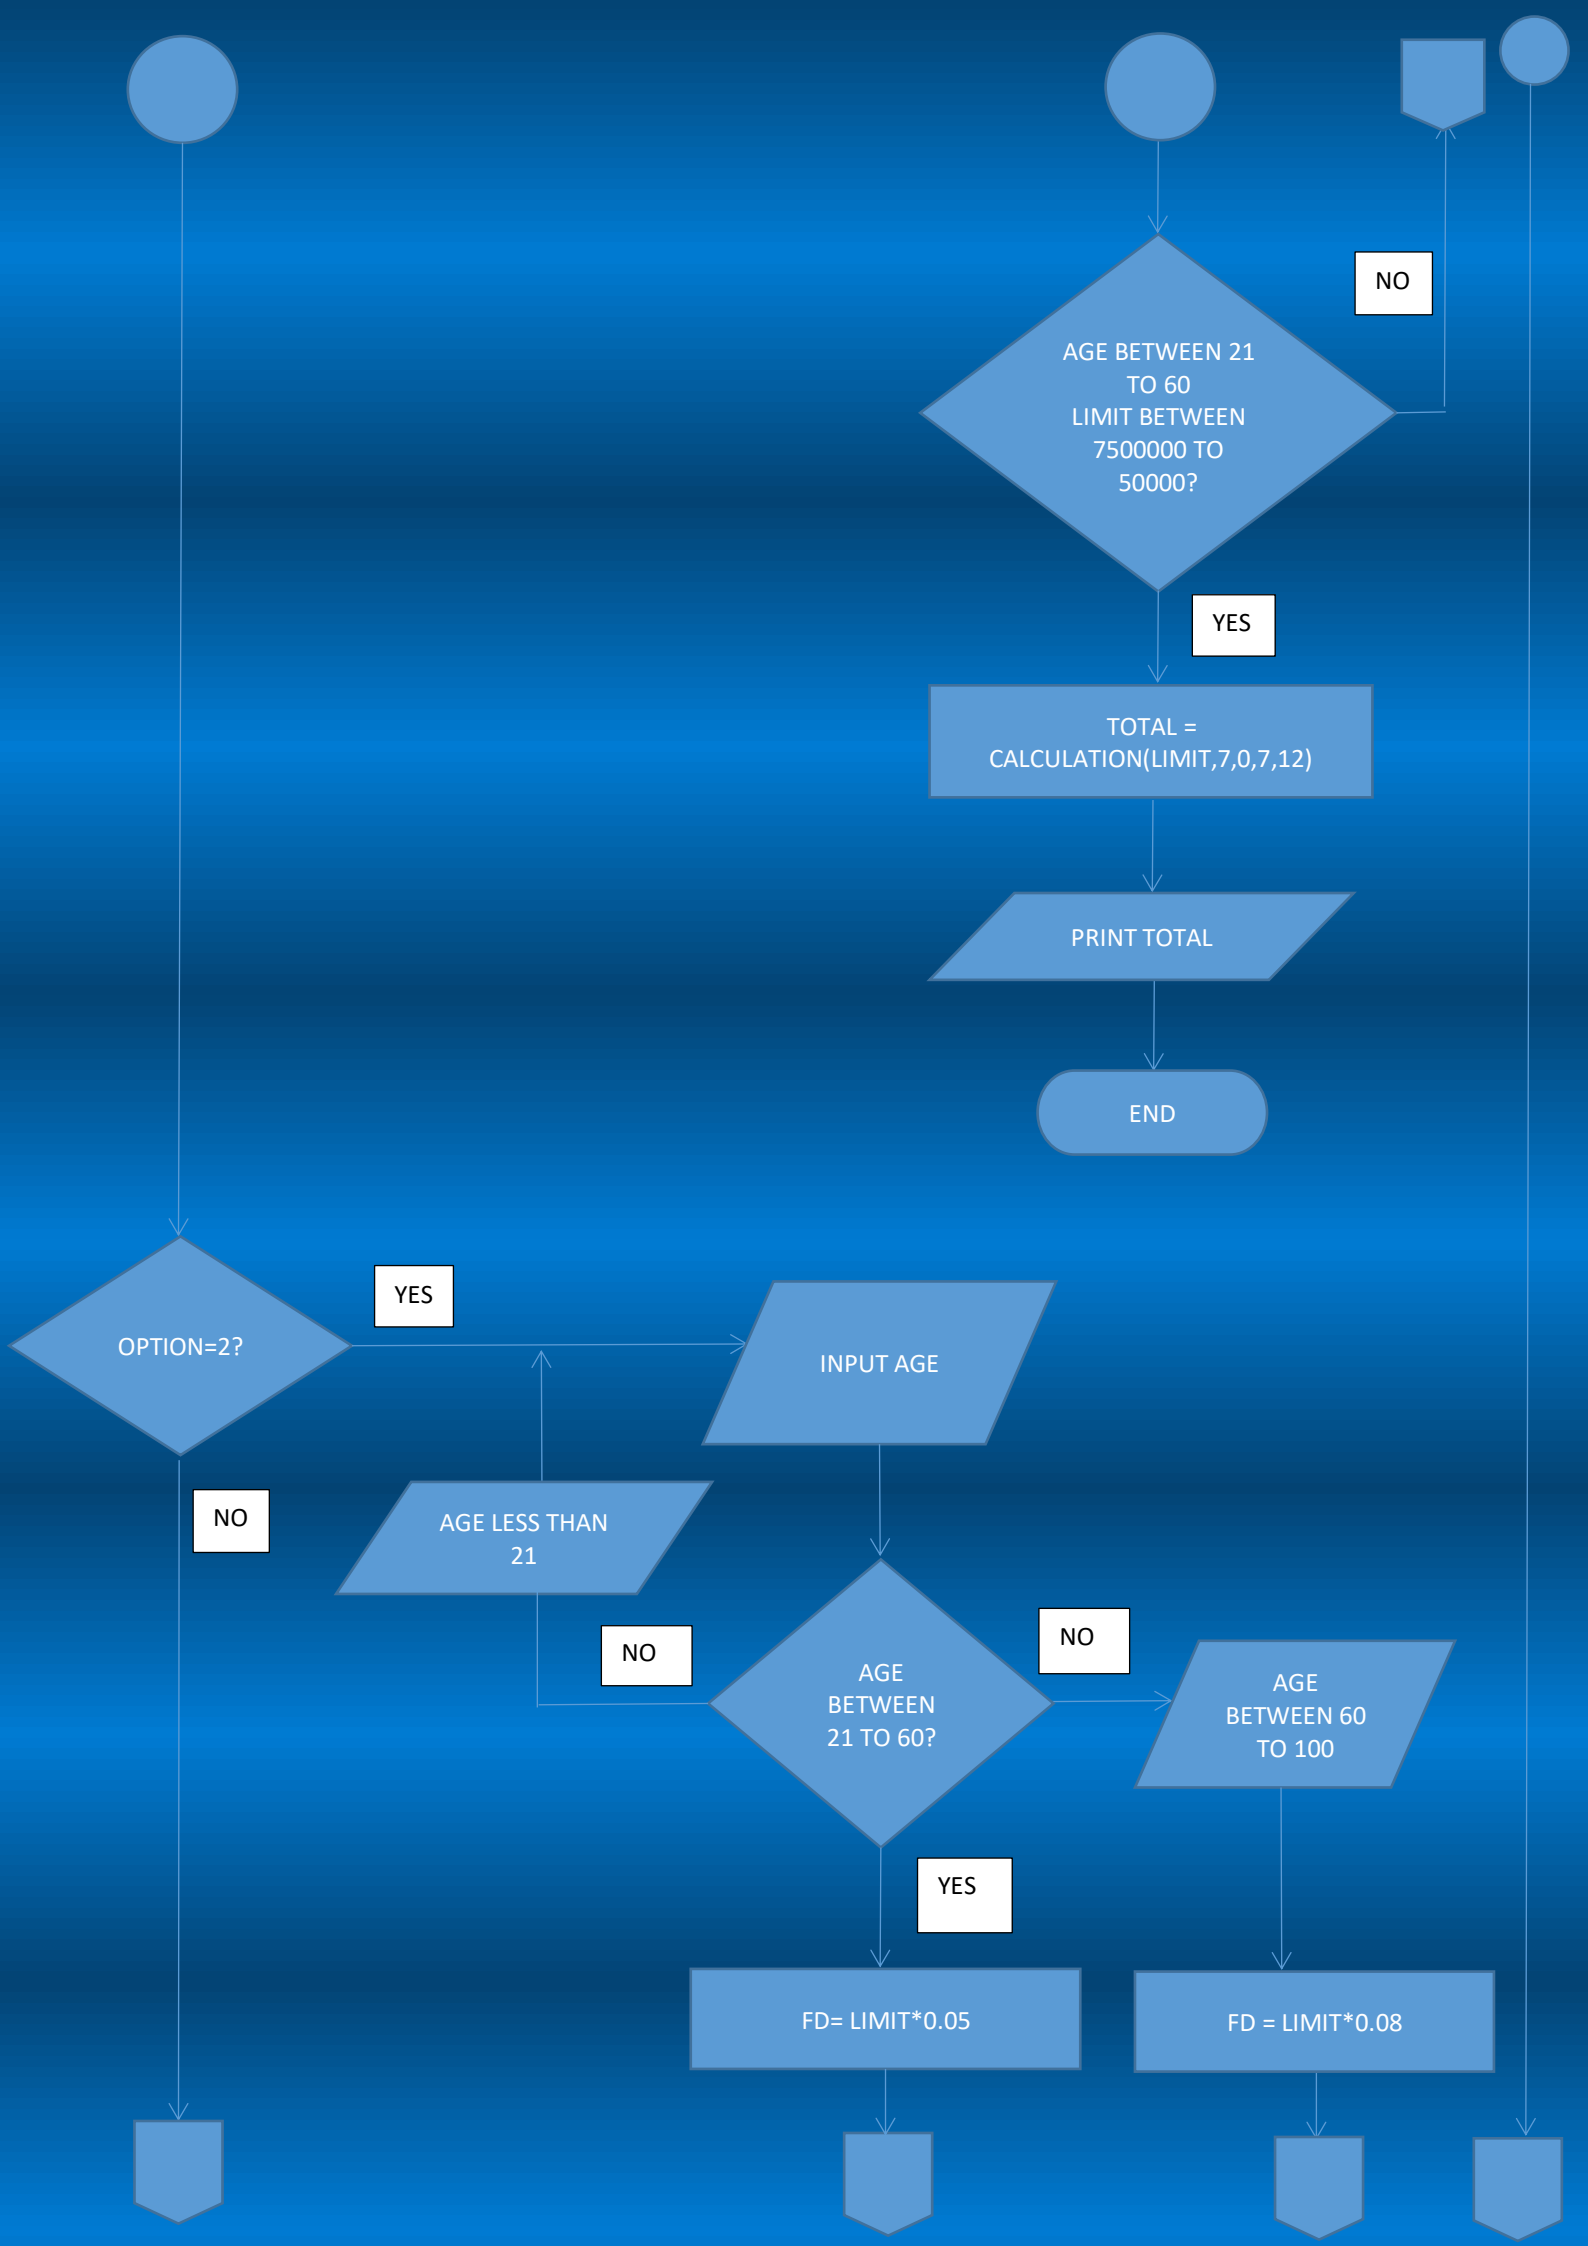 NO
AGE BETWEEN 21
TO 60
LIMIT BETWEEN
7500000 TO
50000?
YES
TOTAL =
CALCULATION(LIMIT,7,0,7,12)
PRINT TOTAL
END
YES
OPTION=2?
INPUT AGE
NO
AGE LESS THAN
21
NO
NO
AGE
BETWEEN
21 TO 60?
AGE
BETWEEN 60
TO 100
YES
FD= LIMIT*0.05
FD = LIMIT*0.08